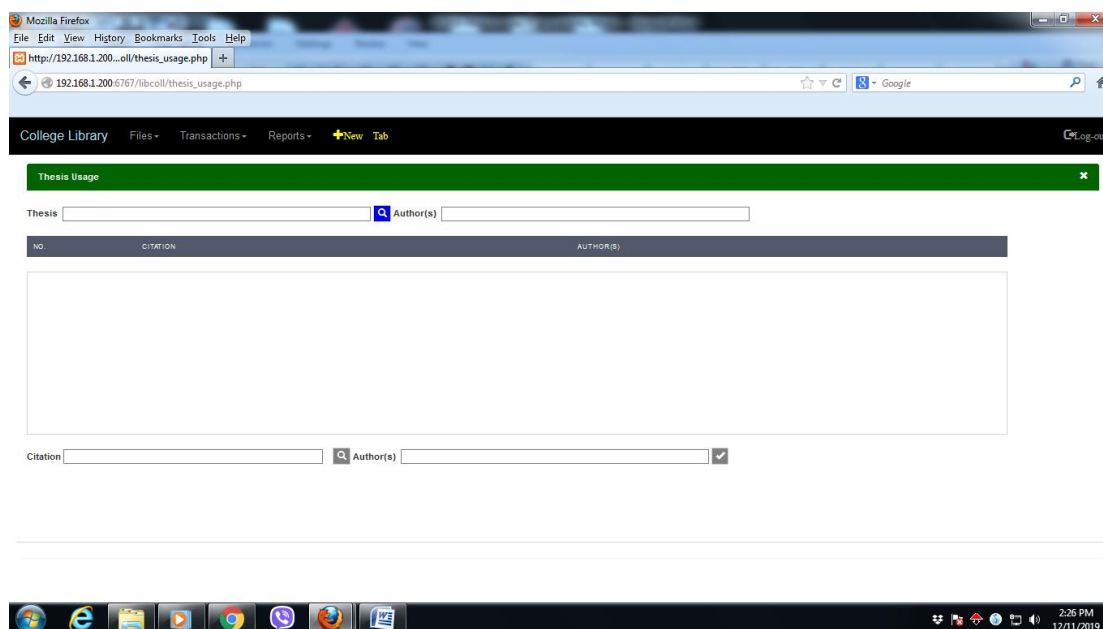 Mozilla Firefox
File Edit View History Bookmarks Tools Help
http://192.168.1.200...oll/thesis_usage.php +
192.168.1.200:6767/libcoll/thesis_usage.php Google
College Library Files Transactions Reports New Tab Log-ou
Thesis Usage
Thesis Author(s)
NO. CITATION AUTHOR(S)
Citation Author(s)
2:26 PM
12/11/2019